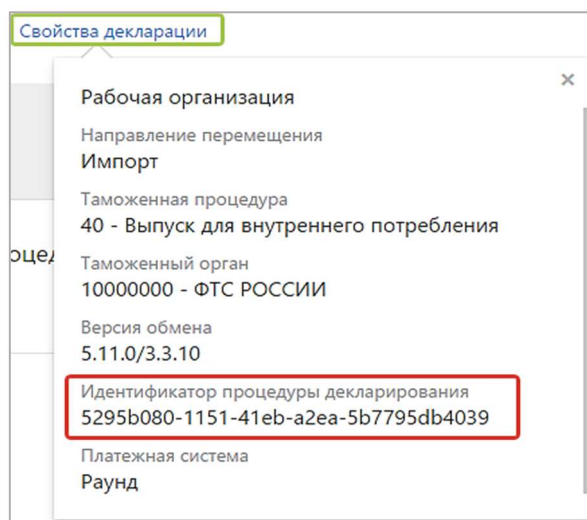 Свойства декларации
×
Рабочая организация
Направление перемещения
Импорт
Таможенная процедура
40 - Выпуск для внутреннего потребления
оцед
Таможенный орган
10000000 - ФТС РОССИИ
Версия обмена
5.11.0/3.3.10
Идентификатор процедуры декларирования
5295b080-1151-41eb-a2ea-5b7795db4039
Платежная система
Раунд